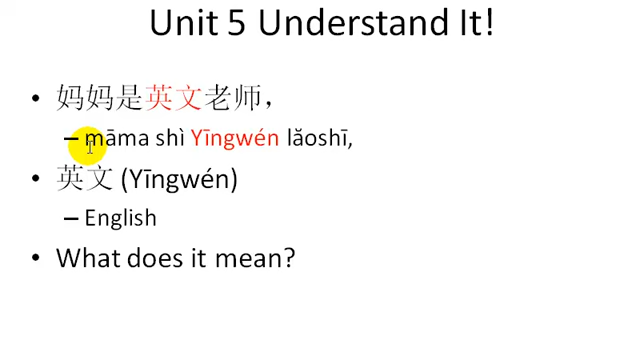 Unit 5 Understand It!
• 妈妈是英文老师，
– māma shì Yīngwén lǎoshī,
• 英文 (Yīngwén)
– English
• What does it mean?